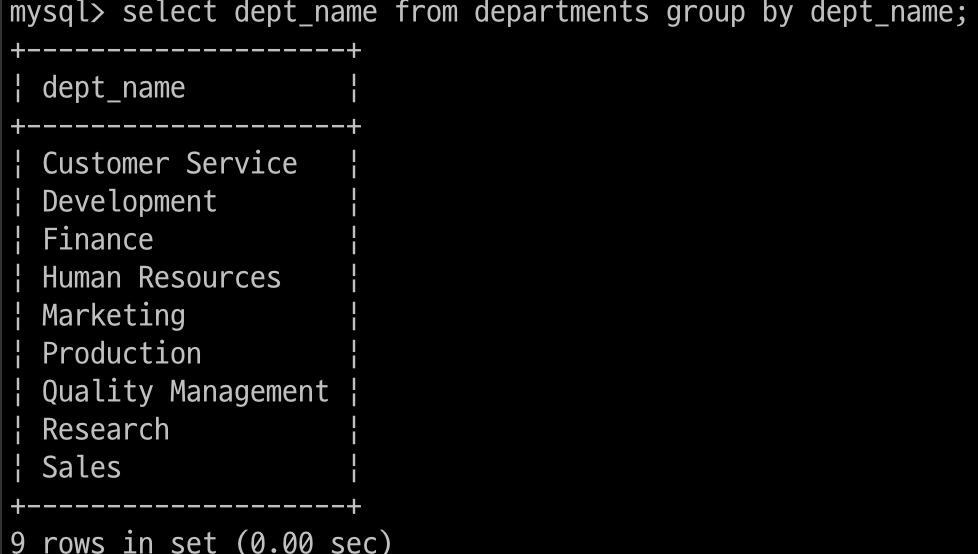 mysql> select dept_name from departments group by dept_name;
+--------------------+
| dept_name          |
+--------------------+
| Customer Service   |
| Development        |
| Finance            |
| Human Resources    |
| Marketing          |
| Production         |
| Quality Management |
| Research           |
| Sales              |
+--------------------+
9 rows in set (0.00 sec)